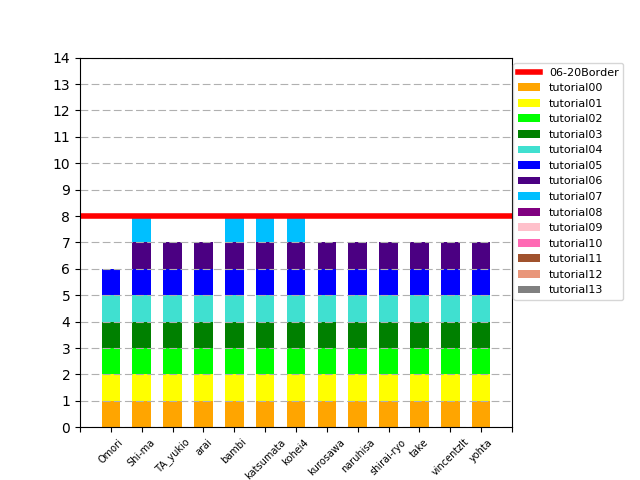 14
13
12
11
10
9
8
7
6
5
4
3
2
1
0
Omori
Shi-ma
TA_yukio
arai
bambi
katsumata
kohei4
kurosawa
naruhisa
shirai-ryo
take
vincentzlt
yohta
06-20Border
tutorial00
tutorial01
tutorial02
tutorial03
tutorial04
tutorial05
tutorial06
tutorial07
tutorial08
tutorial09
tutorial10
tutorial11
tutorial12
tutorial13